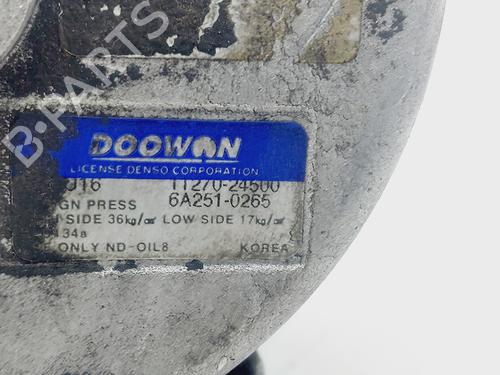 B-PARTS
DOOWON
LICENSE DENSO CORPORATION
J16 11270-24500
GN PRESS 6A251-0265
SIDE 36kg/㎠ LOW SIDE 17kg/㎠
134a
ONLY ND-OIL8 KOREA